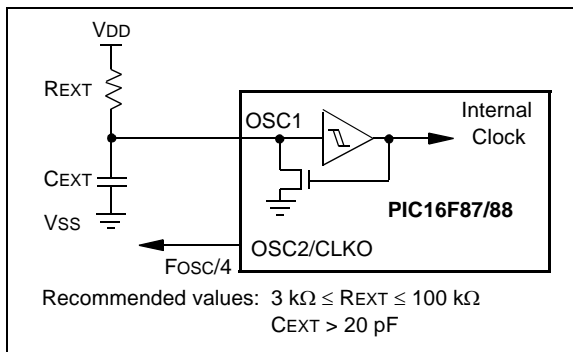 VDD
REXT
OSC1
Internal
Clock
CEXT
PIC16F87/88
VSS
OSC2/CLKO
FOSC/4
Recommended values: 3 kΩ ≤ REXT ≤ 100 kΩ
CEXT > 20 pF